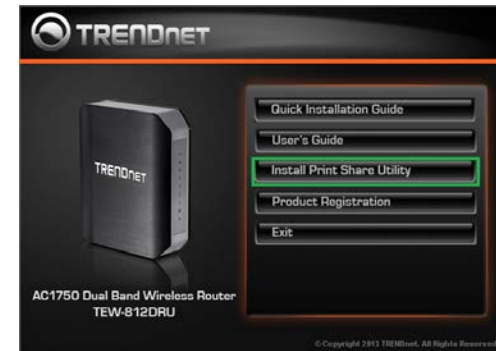 TRENDNET
Quick Installation Guide
User's Guide
Install Print Share Utility
Product Registration
Exit
TRENDNET
AC1750 Dual Band Wireless Router
TEW-812DRU
© Copyright 2013 TRENDnet. All Rights Reserved